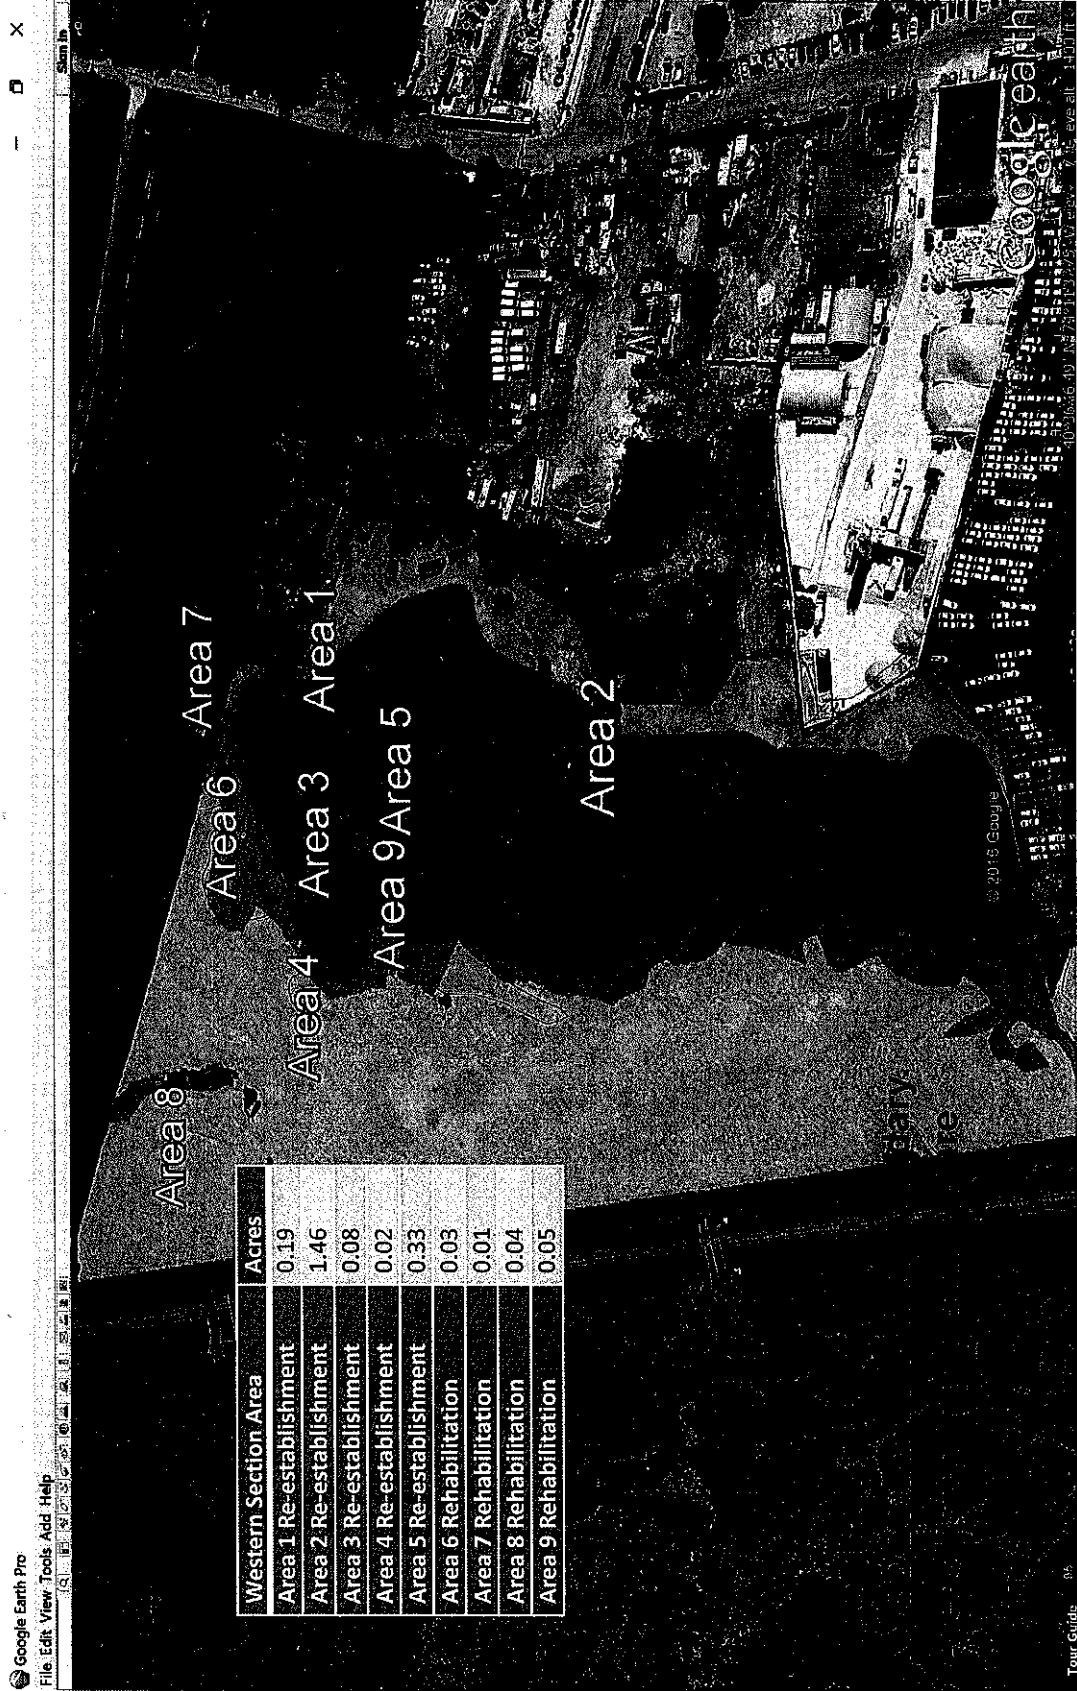 Google Earth Pro
File Edit View Tools Add Help
Sign in
Western Section Area Acres
Area 1 Re-establishment 0.19
Area 2 Re-establishment 1.46
Area 3 Re-establishment 0.08
Area 4 Re-establishment 0.02
Area 5 Re-establishment 0.33
Area 6 Rehabilitation 0.03
Area 7 Rehabilitation 0.01
Area 8 Rehabilitation 0.04
Area 9 Rehabilitation 0.05
Area 8
Area 7
Area 6
Area 4
Area 3
Area 1
Area 9
Area 5
Area 2
© 2016 Google
Google earth
Tour Guide
eye alt 1400 ft